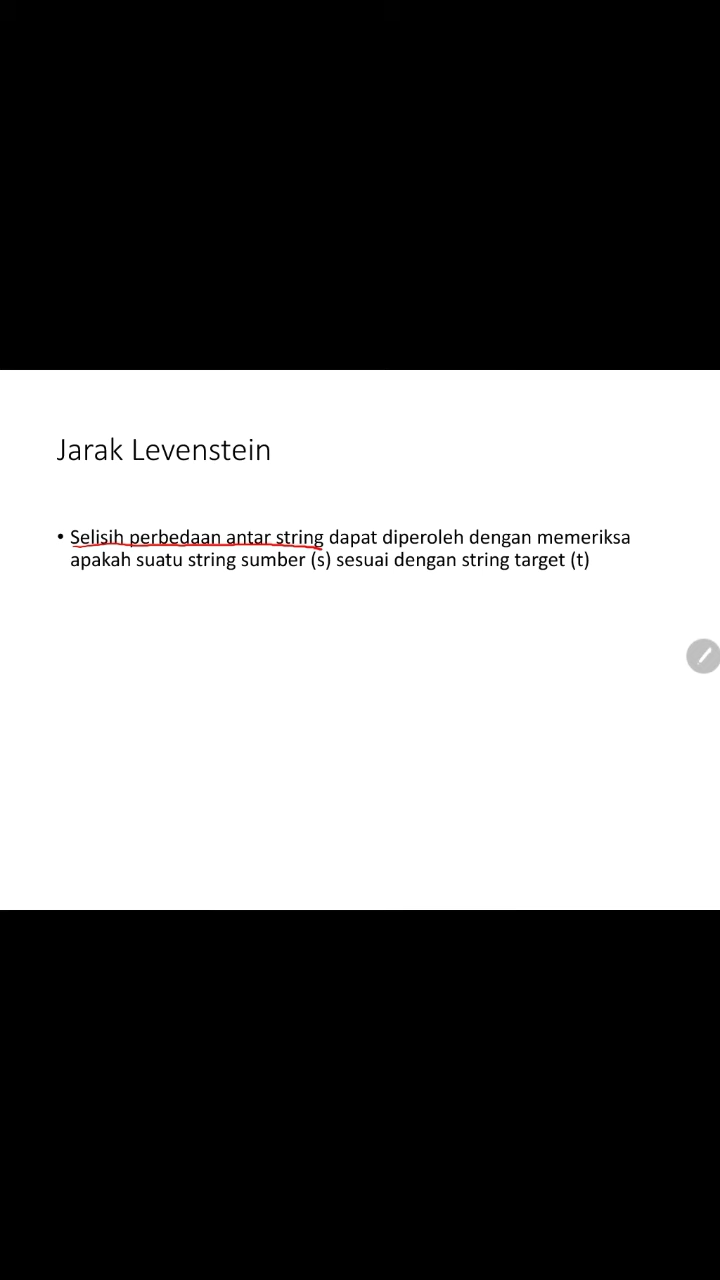 Jarak Levenstein
• Selisih perbedaan antar string dapat diperoleh dengan memeriksa
apakah suatu string sumber (s) sesuai dengan string target (t)